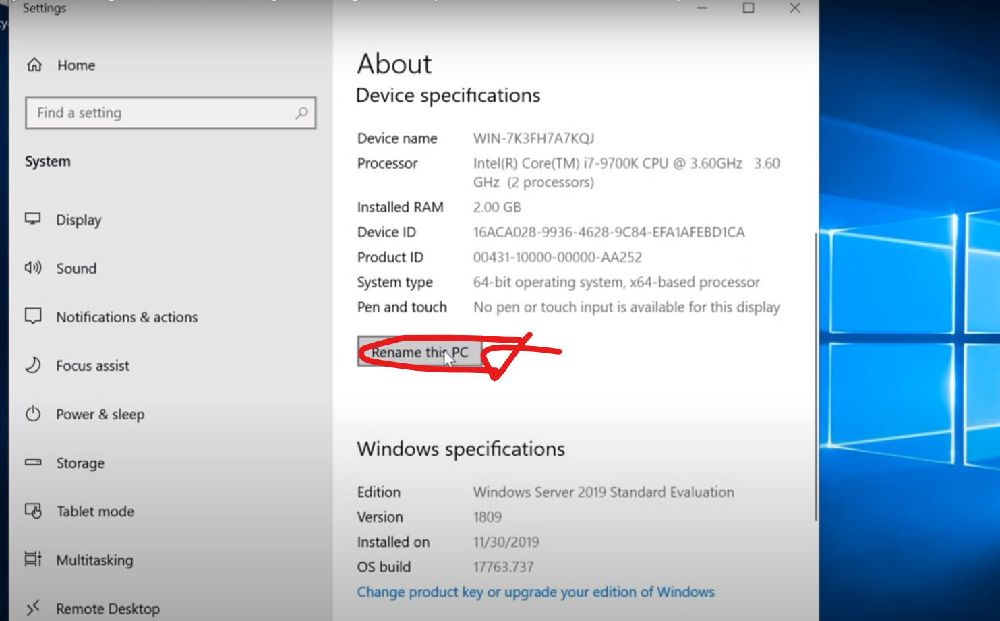 Settings
Home
Find a setting
System
Display
Sound
Notifications & actions
Focus assist
Power & sleep
Storage
Tablet mode
Multitasking
Remote Desktop
About
Device specifications
Device name WIN-7K3FH7A7KQJ
Processor Intel(R) Core(TM) i7-9700K CPU @ 3.60GHz 3.60
GHz (2 processors)
Installed RAM 2.00 GB
Device ID 16ACA028-9936-4628-9C84-EFA1AFEBD1CA
Product ID 00431-10000-00000-AA252
System type 64-bit operating system, x64-based processor
Pen and touch No pen or touch input is available for this display
Rename this PC
Windows specifications
Edition Windows Server 2019 Standard Evaluation
Version 1809
Installed on 11/30/2019
OS build 17763.737
Change product key or upgrade your edition of Windows